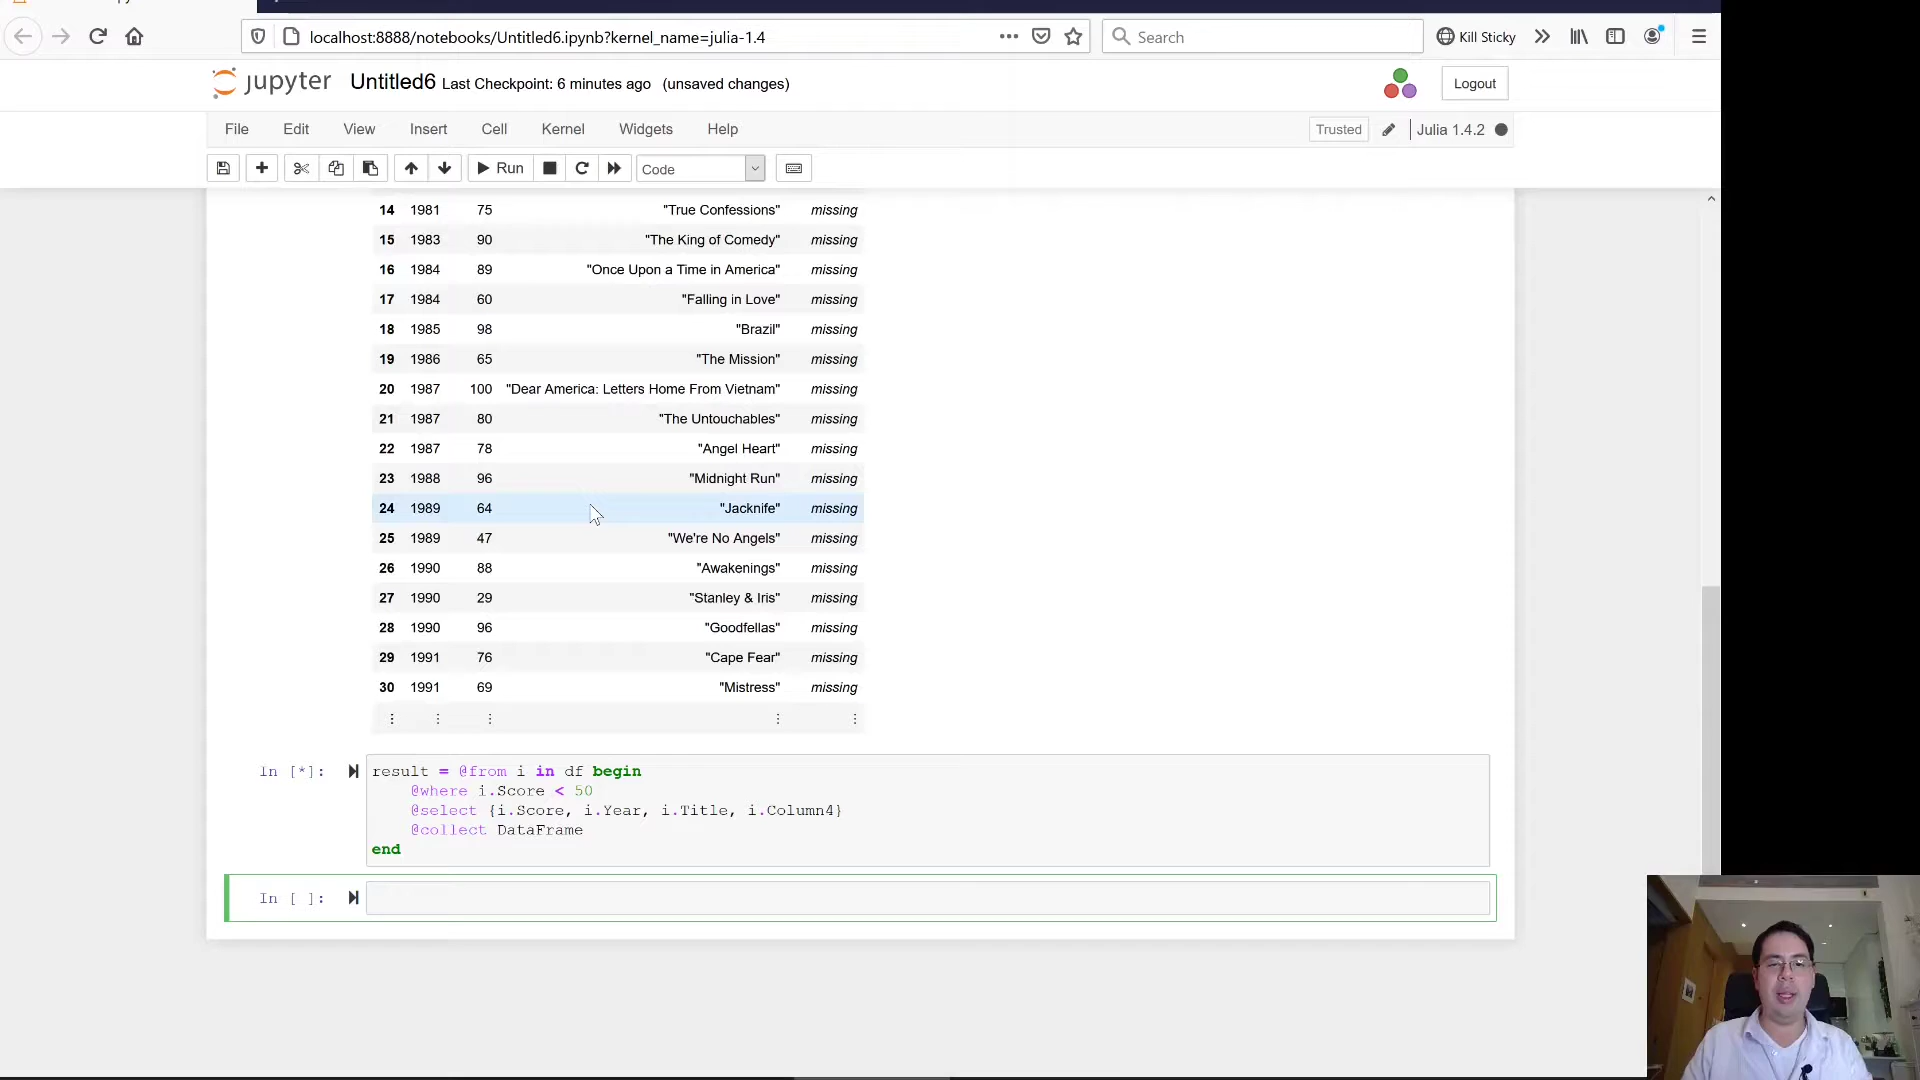 localhost:8888/notebooks/Untitled6.ipynb?kernel_name=julia-1.4
Search
Kill Sticky
jupyter Untitled6 Last Checkpoint: 6 minutes ago (unsaved changes)
Logout
File Edit View Insert Cell Kernel Widgets Help
Trusted
Julia 1.4.2
Run
Code
14 1981 75 "True Confessions" missing
15 1983 90 "The King of Comedy" missing
16 1984 89 "Once Upon a Time in America" missing
17 1984 60 "Falling in Love" missing
18 1985 98 "Brazil" missing
19 1986 65 "The Mission" missing
20 1987 100 "Dear America: Letters Home From Vietnam" missing
21 1987 80 "The Untouchables" missing
22 1987 78 "Angel Heart" missing
23 1988 96 "Midnight Run" missing
24 1989 64 "Jacknife" missing
25 1989 47 "We're No Angels" missing
26 1990 88 "Awakenings" missing
27 1990 29 "Stanley & Iris" missing
28 1990 96 "Goodfellas" missing
29 1991 76 "Cape Fear" missing
30 1991 69 "Mistress" missing
⋮ ⋮ ⋮ ⋮ ⋮
In [*]: result = @from i in df begin
@where i.Score < 50
@select {i.Score, i.Year, i.Title, i.Column4}
@collect DataFrame
end
In [ ]: